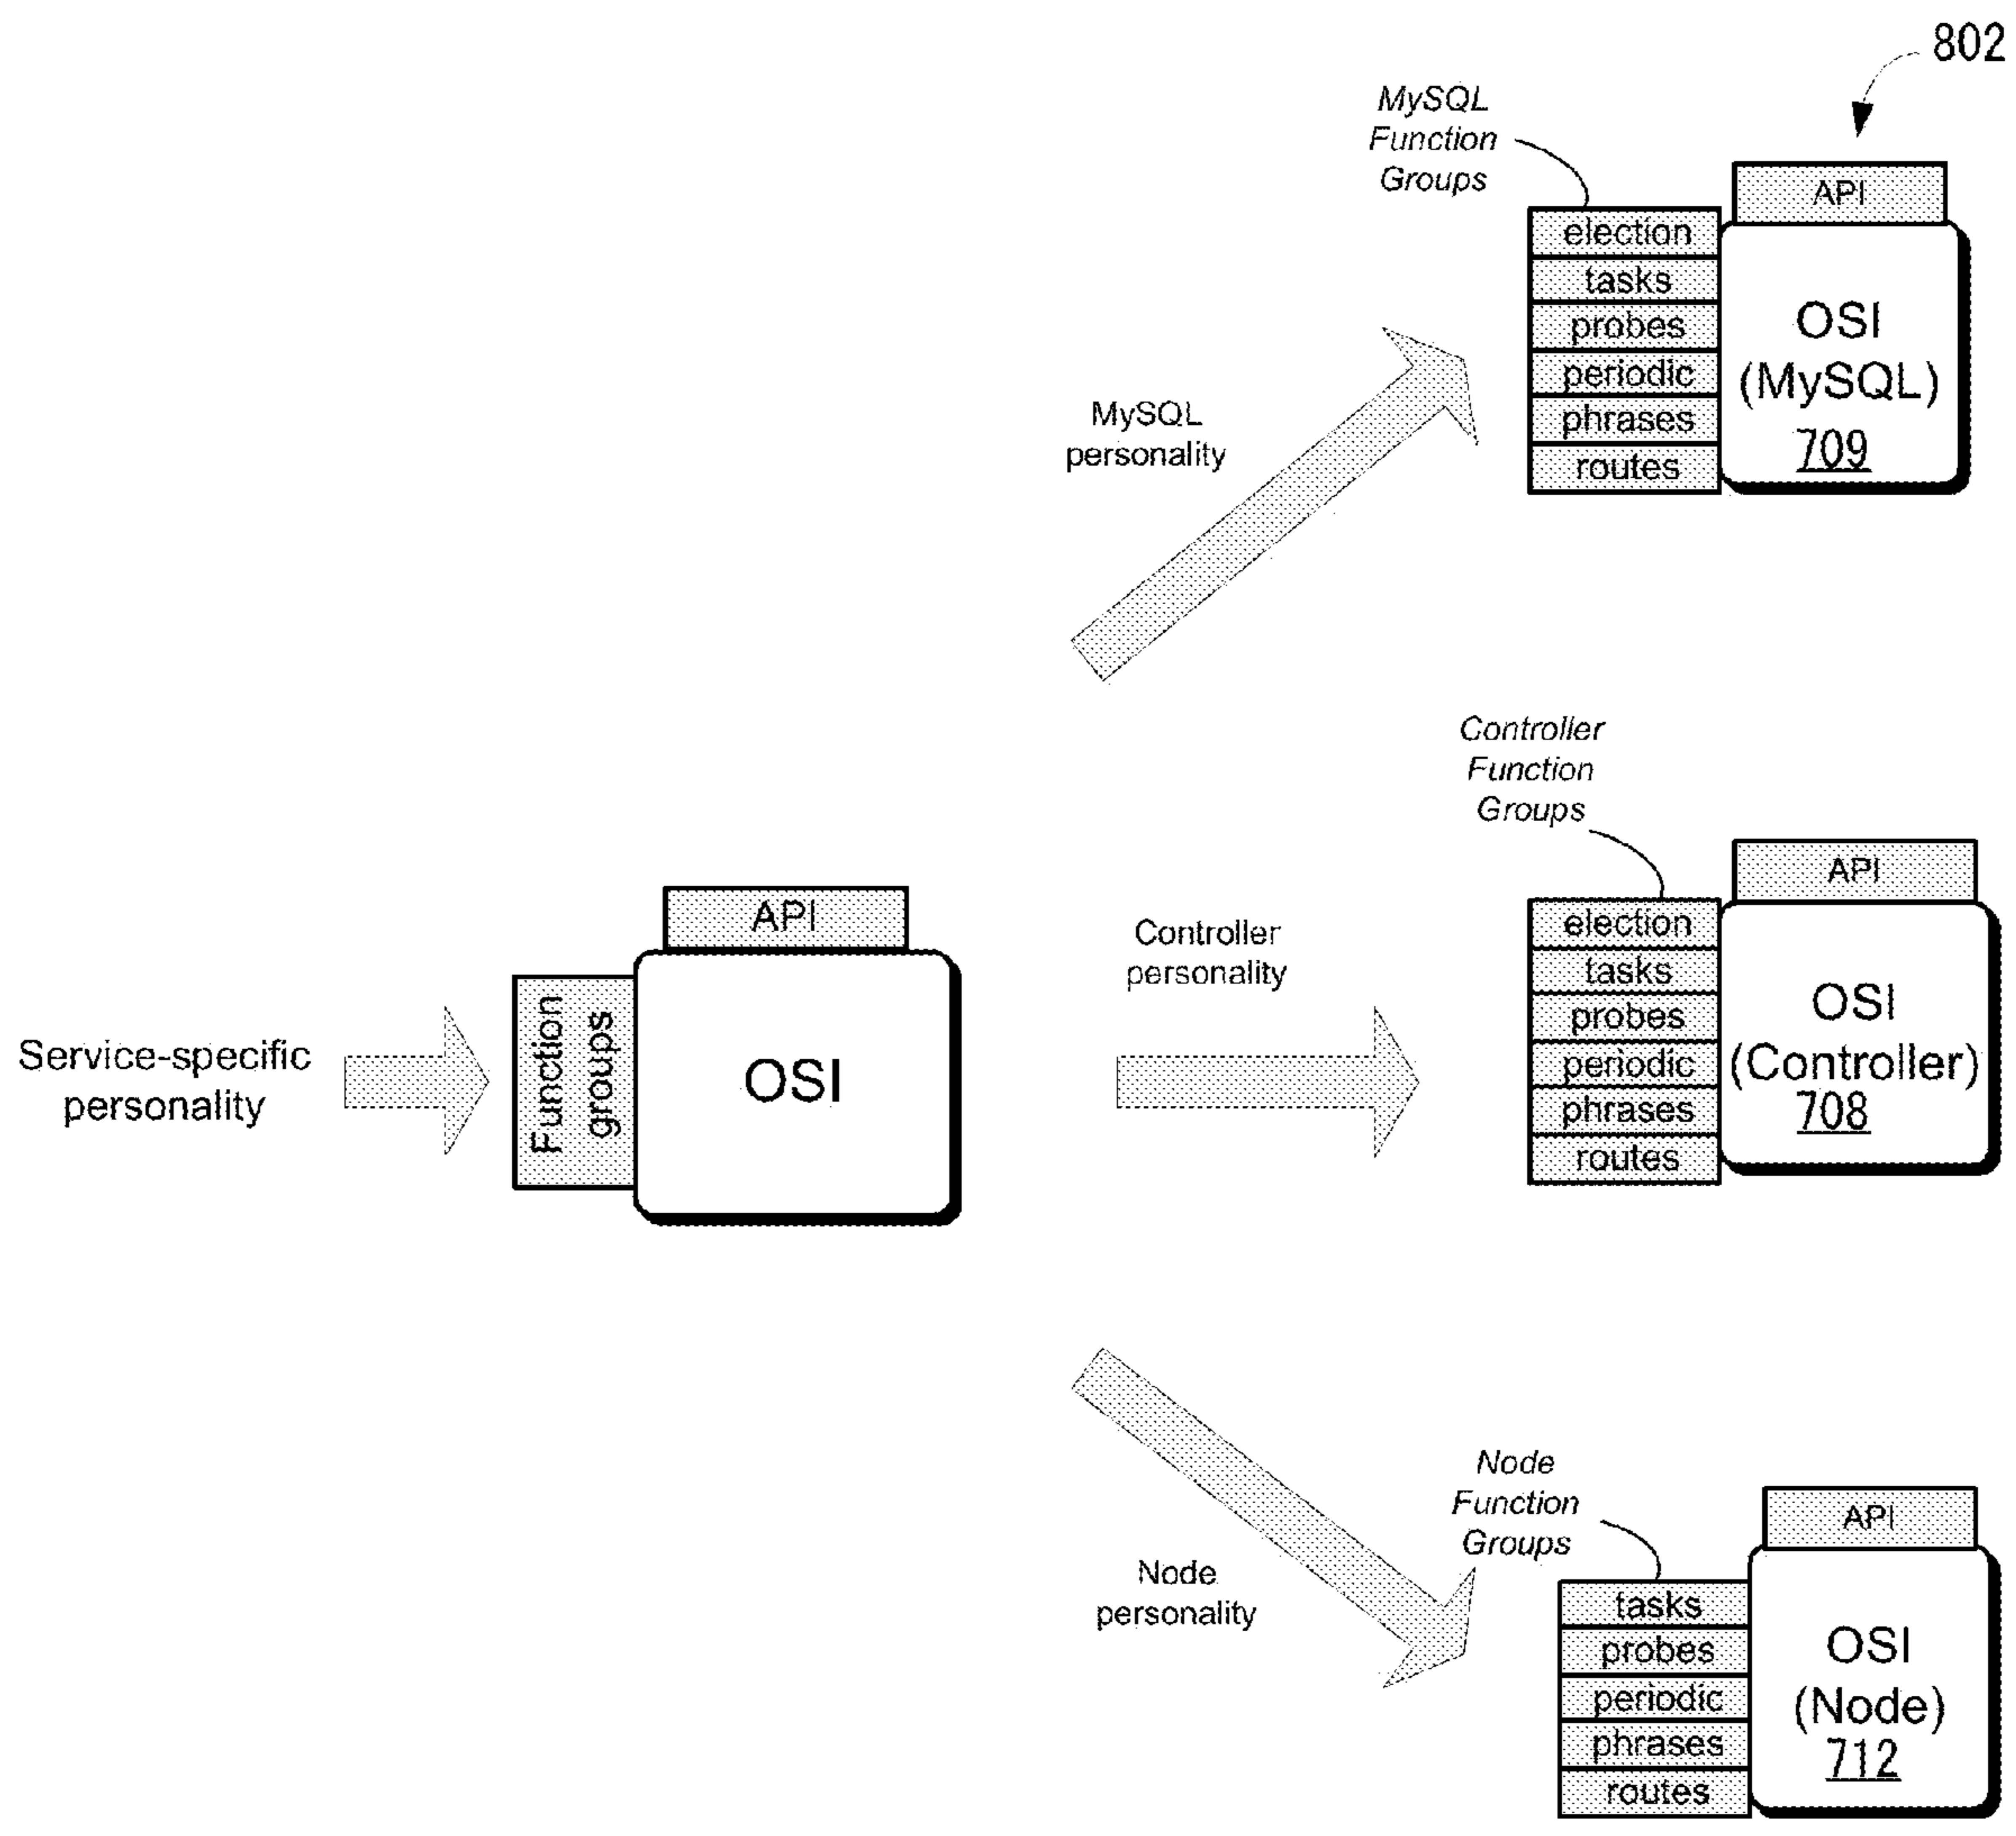 802
MySQL
Function
Groups
API
election
tasks
probes
periodic
phrases
routes
OSI
(MySQL)
709
MySQL
personality
Controller
Function
Groups
API
election
tasks
probes
periodic
phrases
routes
OSI
(Controller)
708
Controller
personality
Service-specific
personality
Function
groups
API
OSI
Node
personality
Node
Function
Groups
API
tasks
probes
periodic
phrases
routes
OSI
(Node)
712